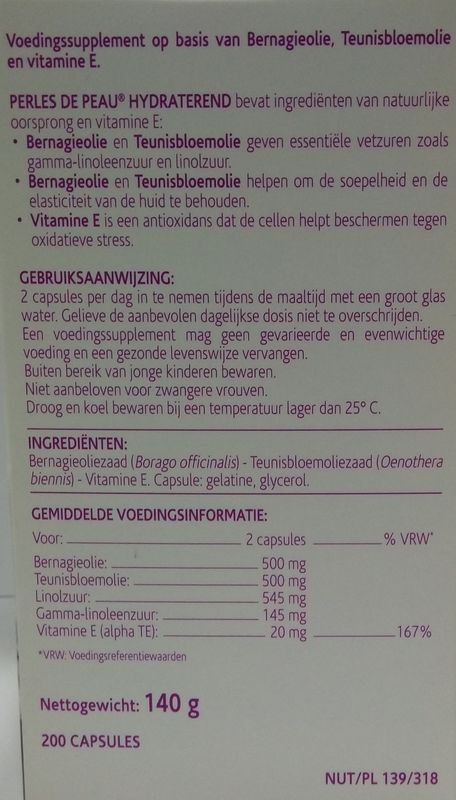 Voedingssupplement op basis van Bernagieolie, Teunisbloemolie
en vitamine E.
PERLES DE PEAU® HYDRATEREND bevat ingrediënten van natuurlijke
oorsprong en vitamine E:
• Bernagieolie en Teunisbloemolie geven essentiële vetzuren zoals
gamma-linoleenzuur en linolzuur.
• Bernagieolie en Teunisbloemolie helpen om de soepelheid en de
elasticiteit van de huid te behouden.
• Vitamine E is een antioxidans dat de cellen helpt beschermen tegen
oxidatieve stress.
GEBRUIKSAANWIJZING:
2 capsules per dag in te nemen tijdens de maaltijd met een groot glas
water. Gelieve de aanbevolen dagelijkse dosis niet te overschrijden.
Een voedingssupplement mag geen gevarieerde en evenwichtige
voeding en een gezonde levenswijze vervangen.
Buiten bereik van jonge kinderen bewaren.
Niet aanbeloven voor zwangere vrouven.
Droog en koel bewaren bij een temperatuur lager dan 25° C.
INGREDIËNTEN:
Bernagieoliezaad (Borago officinalis) - Teunisbloemoliezaad (Oenothera
biennis) - Vitamine E. Capsule: gelatine, glycerol.
GEMIDDELDE VOEDINGSINFORMATIE:
Voor: 2 capsules % VRW*
Bernagieolie: 500 mg
Teunisbloemolie: 500 mg
Linolzuur: 545 mg
Gamma-linoleenzuur: 145 mg
Vitamine E (alpha TE): 20 mg 167%
*VRW: Voedingsreferentiewaarden
Nettogewicht: 140 g
200 CAPSULES
NUT/PL 139/318